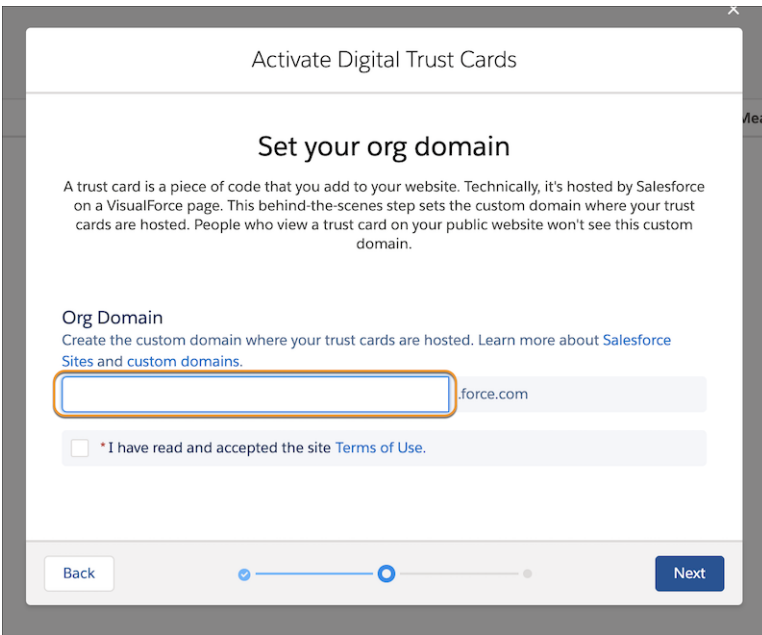 Activate Digital Trust Cards
Set your org domain
A trust card is a piece of code that you add to your website. Technically, it's hosted by Salesforce
on a VisualForce page. This behind-the-scenes step sets the custom domain where your trust
cards are hosted. People who view a trust card on your public website won't see this custom
domain.
Org Domain
Create the custom domain where your trust cards are hosted. Learn more about Salesforce
Sites and custom domains.
.force.com
*I have read and accepted the site Terms of Use.
Back
Next